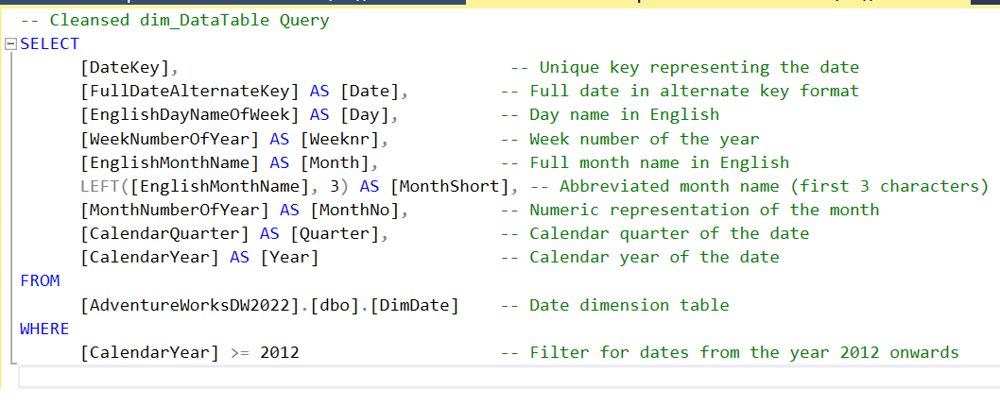 -- Cleansed dim_DataTable Query
SELECT
[DateKey], -- Unique key representing the date
[FullDateAlternateKey] AS [Date], -- Full date in alternate key format
[EnglishDayNameOfWeek] AS [Day], -- Day name in English
[WeekNumberOfYear] AS [Weeknr], -- Week number of the year
[EnglishMonthName] AS [Month], -- Full month name in English
LEFT([EnglishMonthName], 3) AS [MonthShort], -- Abbreviated month name (first 3 characters)
[MonthNumberOfYear] AS [MonthNo], -- Numeric representation of the month
[CalendarQuarter] AS [Quarter], -- Calendar quarter of the date
[CalendarYear] AS [Year] -- Calendar year of the date
FROM
[AdventureWorksDW2022].[dbo].[DimDate] -- Date dimension table
WHERE
[CalendarYear] >= 2012 -- Filter for dates from the year 2012 onwards